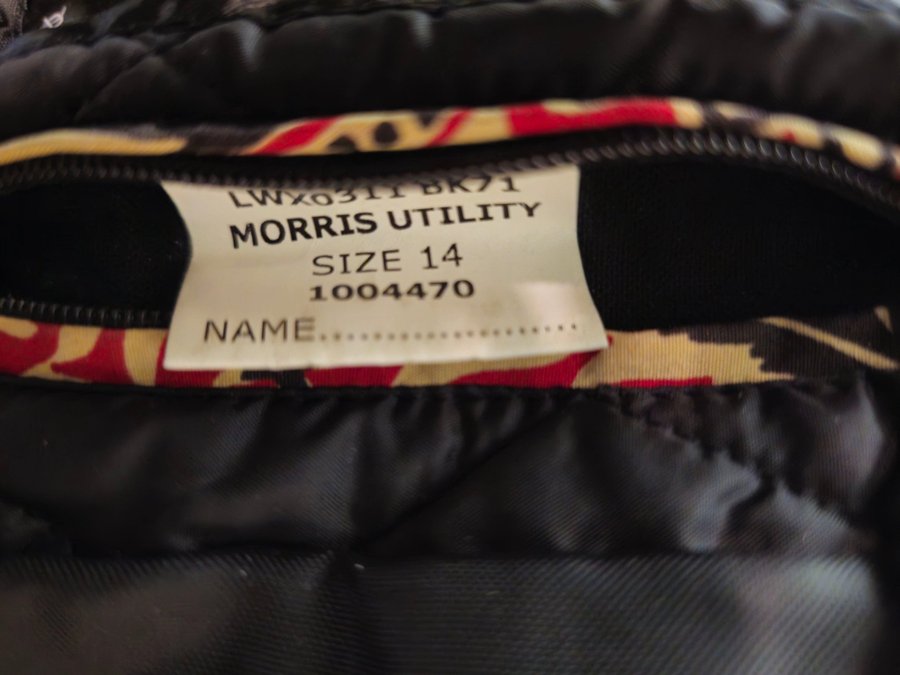 LWX0311 BK71
MORRIS UTILITY
SIZE 14
1004470
NAME..............................